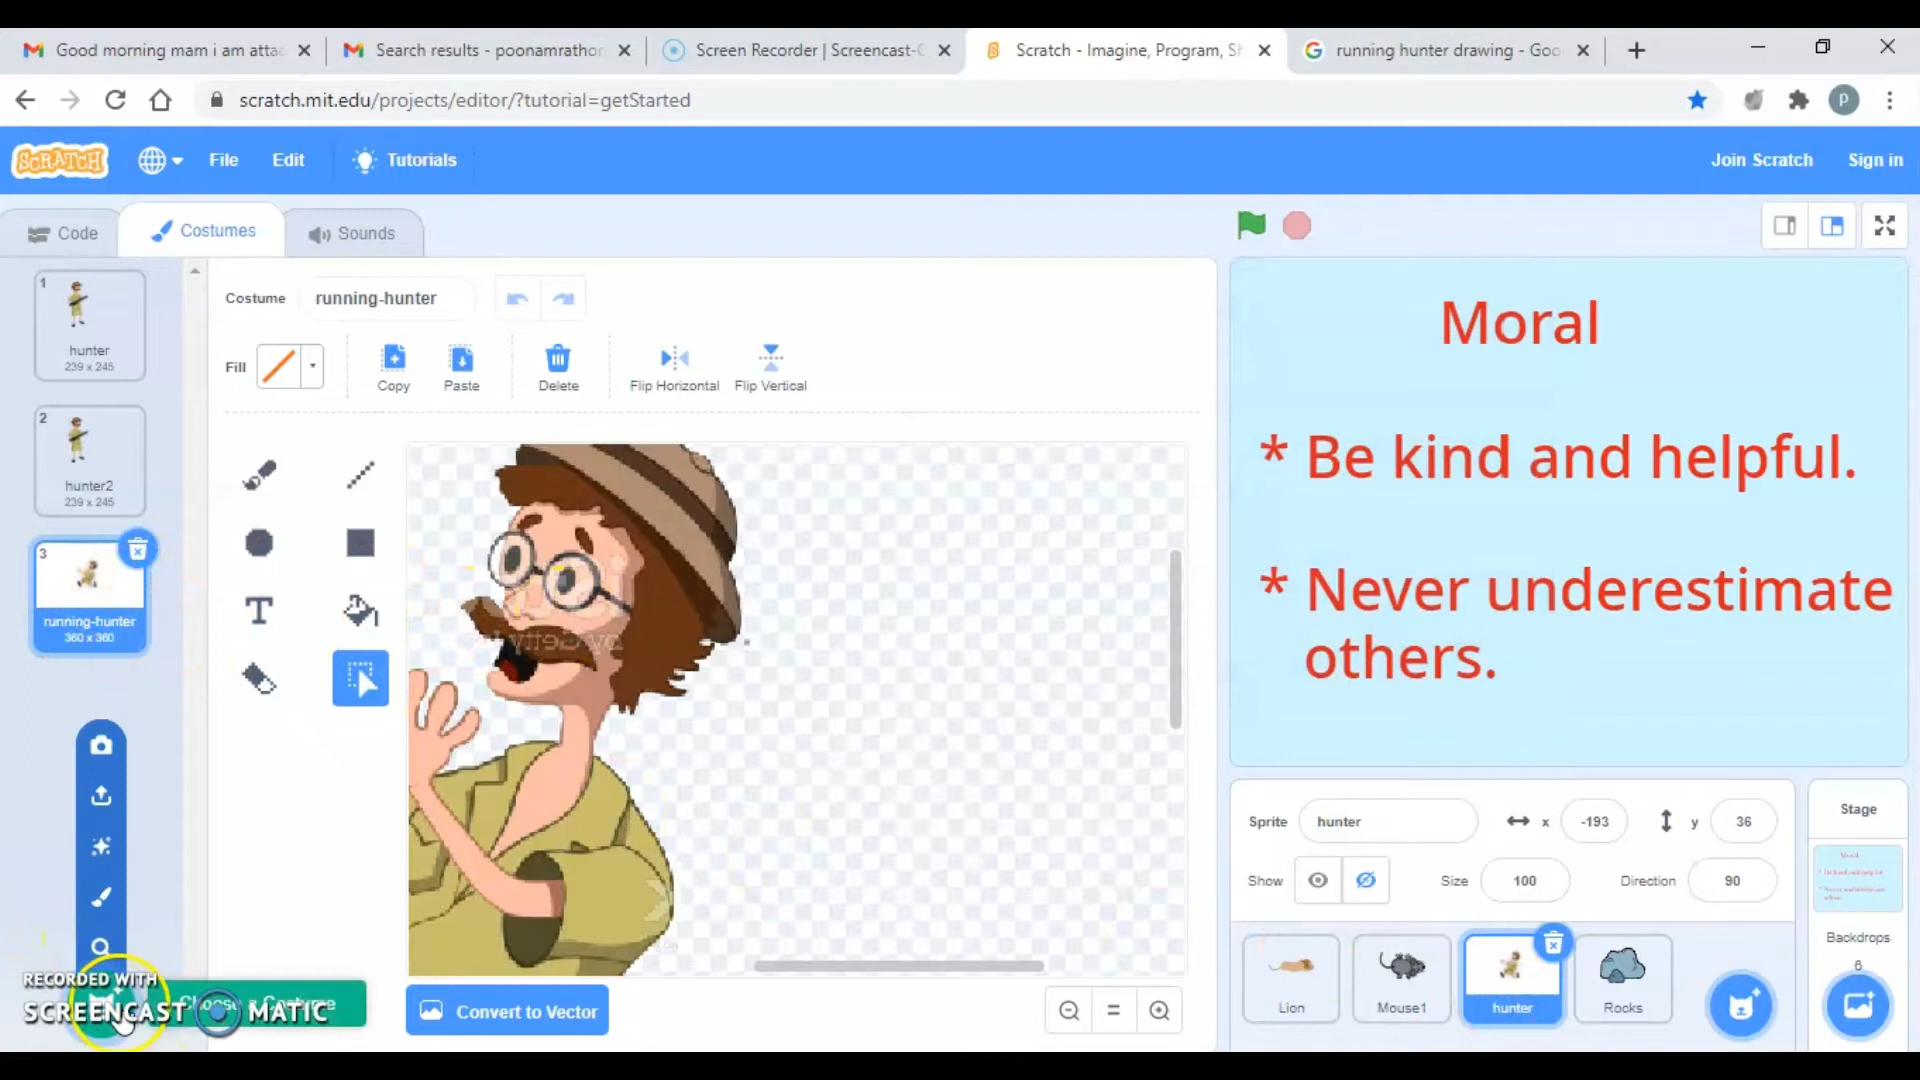 Good morning mam i am atta
Search results - poonamrathor
Screen Recorder | Screencast-O
Scratch - Imagine, Program, Sh
running hunter drawing - Goo
scratch.mit.edu/projects/editor/?tutorial=getStarted
P
SCRATCH
File
Edit
Tutorials
Join Scratch
Sign in
Code
Costumes
Sounds
1
hunter
239 x 245
2
hunter2
239 x 245
3
running-hunter
360 x 360
Costume
running-hunter
Fill
Copy
Paste
Delete
Flip Horizontal
Flip Vertical
T
Convert to Vector
Choose a Costume
RECORDED WITH
SCREENCAST MATIC
Moral
* Be kind and helpful.
* Never underestimate
others.
Sprite
hunter
x
-193
y
36
Show
Size
100
Direction
90
Lion
Mouse1
hunter
Rocks
Stage
Backdrops
6